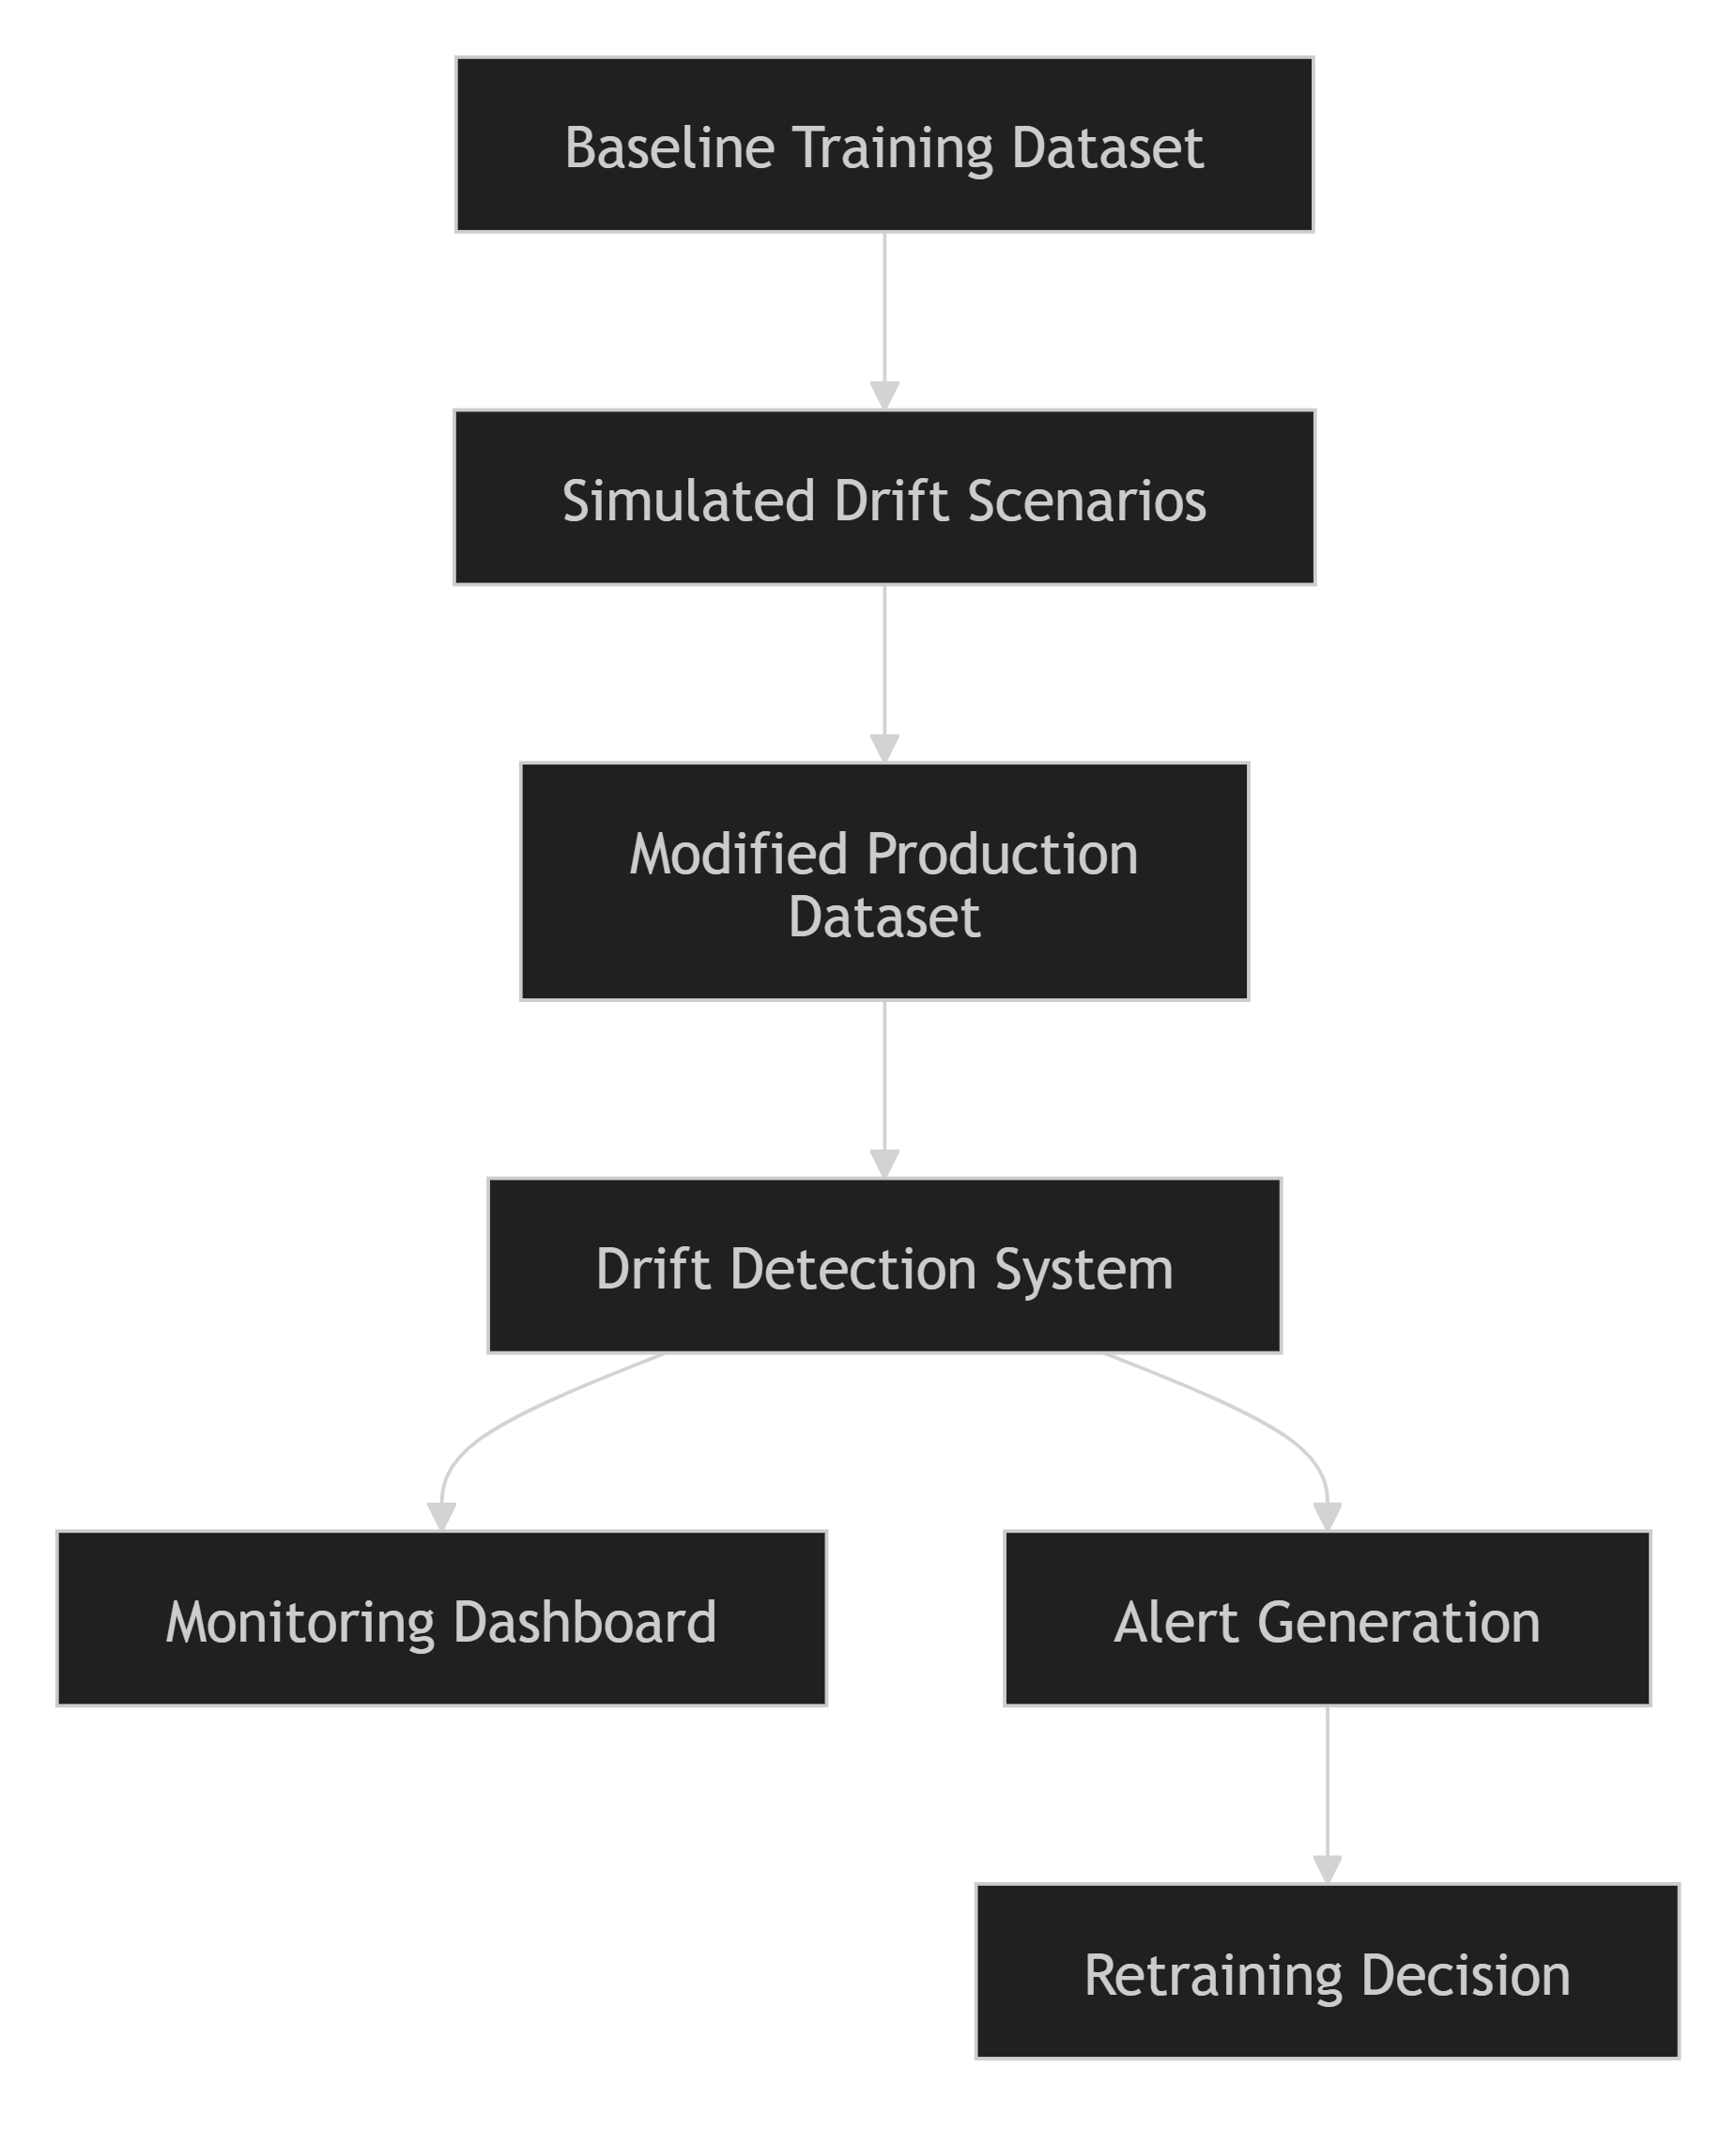 Baseline Training Dataset
Simulated Drift Scenarios
Modified Production
Dataset
Drift Detection System
Monitoring Dashboard
Alert Generation
Retraining Decision